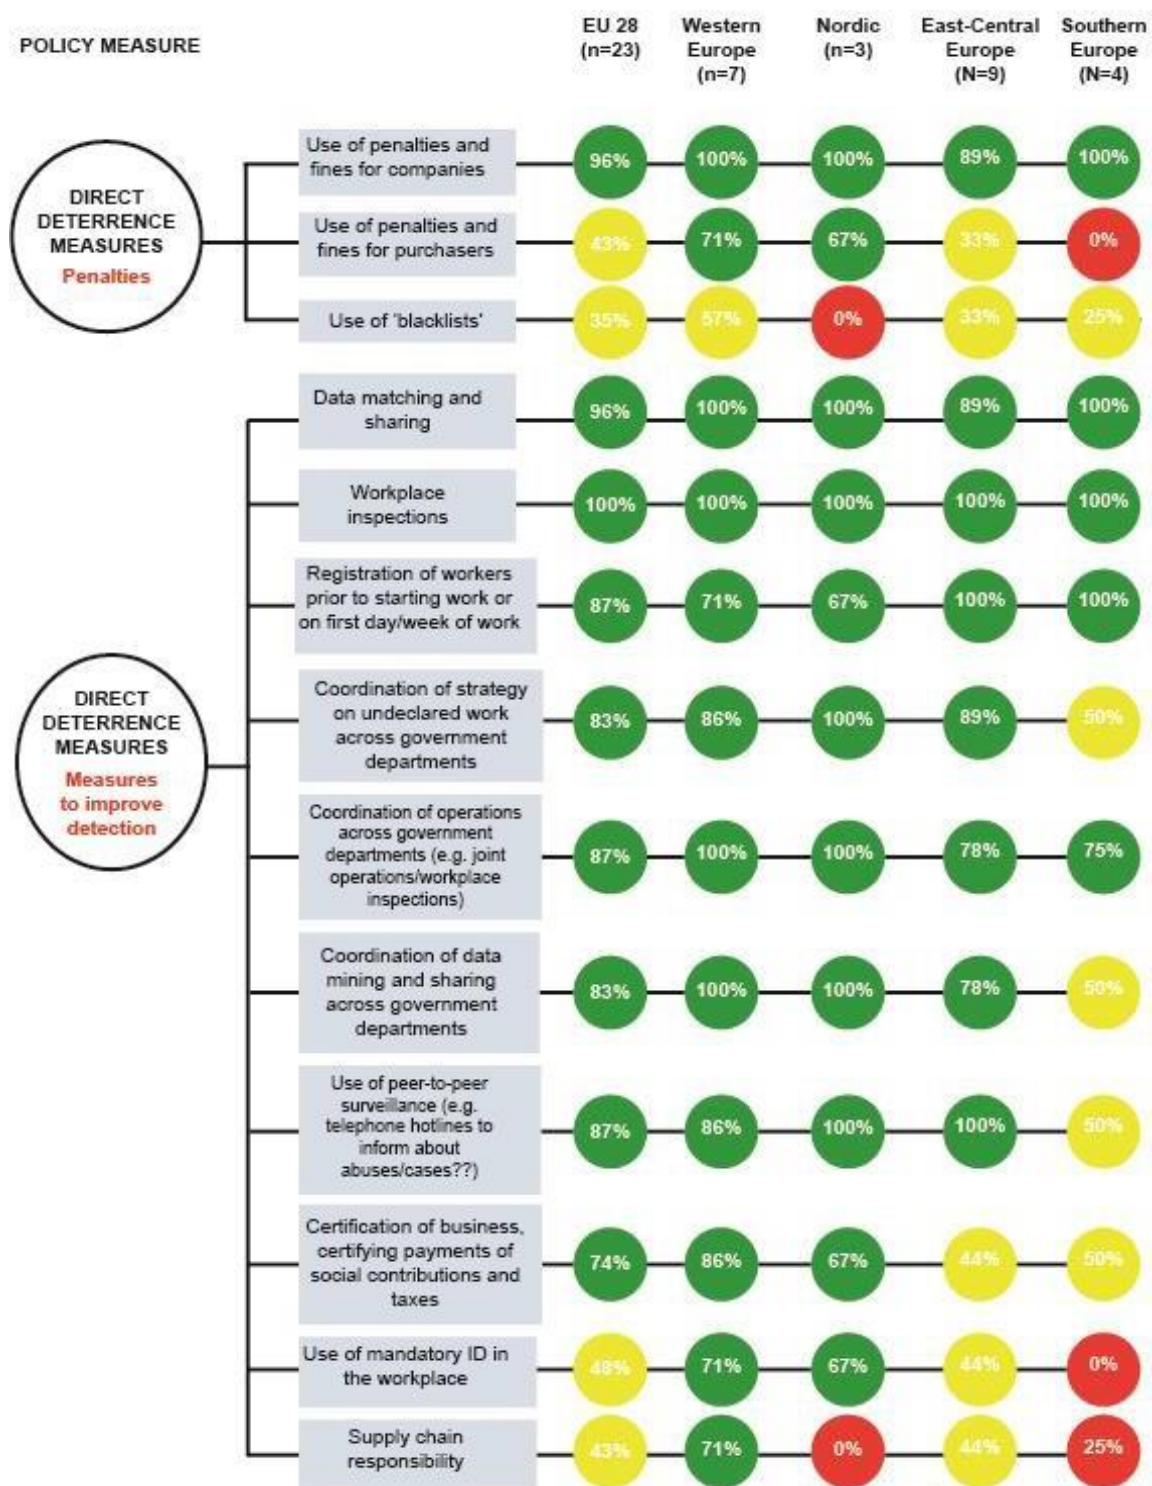 POLICY MEASURE
EU 28
(n=23)
Western
Europe
(n=7)
Nordic
(n=3)
East-Central
Europe
(N=9)
Southern
Europe
(N=4)
DIRECT
DETERRENCE
MEASURES
Penalties
Use of penalties and
fines for companies
96% 100% 100% 89% 100%
Use of penalties and
fines for purchasers
43% 71% 67% 33% 0%
Use of 'blacklists'
35% 57% 0% 33% 25%
DIRECT
DETERRENCE
MEASURES
Measures
to improve
detection
Data matching and
sharing
96% 100% 100% 89% 100%
Workplace
inspections
100% 100% 100% 100% 100%
Registration of workers
prior to starting work or
on first day/week of work
87% 71% 67% 100% 100%
Coordination of strategy
on undeclared work
across government
departments
83% 86% 100% 89% 50%
Coordination of operations
across government
departments (e.g. joint
operations/workplace
inspections)
87% 100% 100% 78% 75%
Coordination of data
mining and sharing
across government
departments
83% 100% 100% 78% 50%
Use of peer-to-peer
surveillance (e.g.
telephone hotlines to
inform about
abuses/cases??)
87% 86% 100% 100% 50%
Certification of business,
certifying payments of
social contributions and
taxes
74% 86% 67% 44% 50%
Use of mandatory ID in
the workplace
48% 71% 67% 44% 0%
Supply chain
responsibility
43% 71% 0% 44% 25%